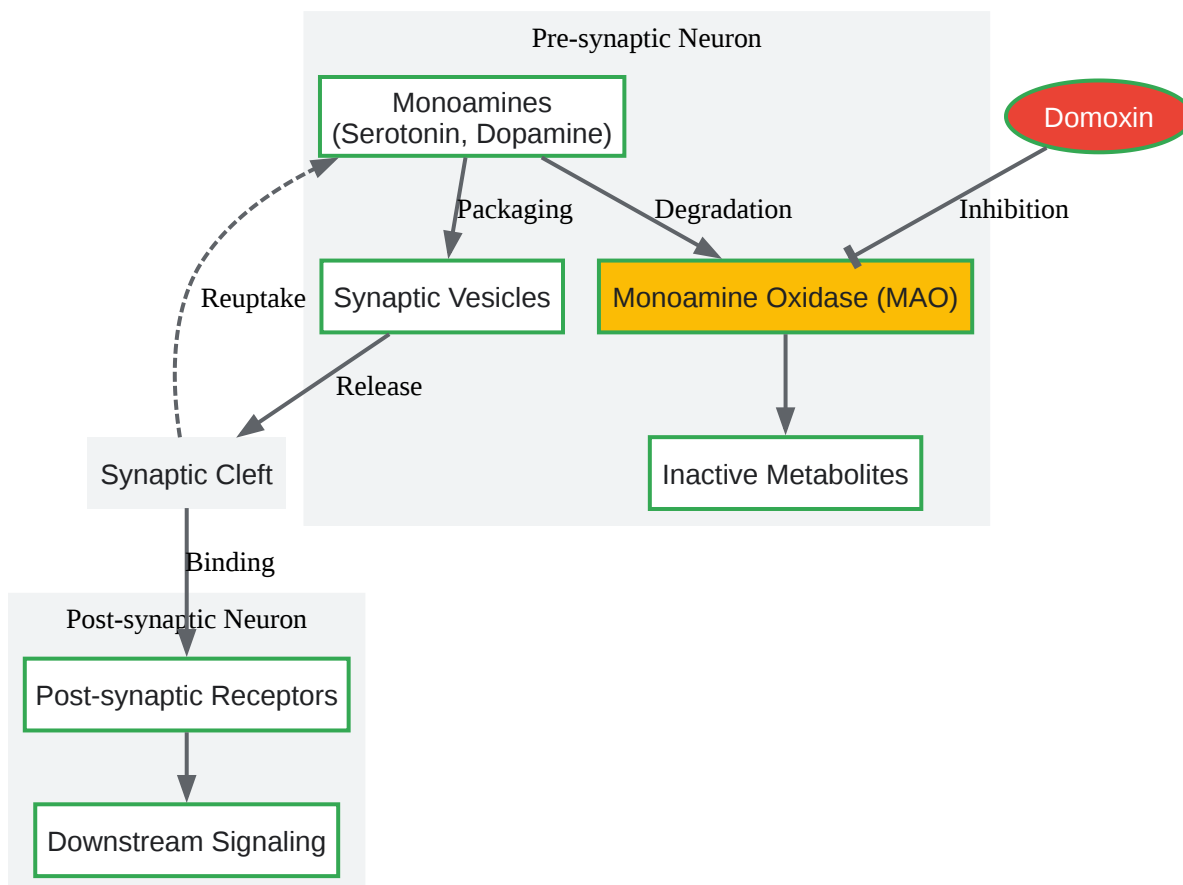 Pre-synaptic Neuron
Monoamines
(Serotonin, Dopamine)
Domoxin
Packaging
Degradation
Inhibition
Reuptake
Synaptic Vesicles
Monoamine Oxidase (MAO)
Release
Synaptic Cleft
Inactive Metabolites
Binding
Post-synaptic Neuron
Post-synaptic Receptors
Downstream Signaling